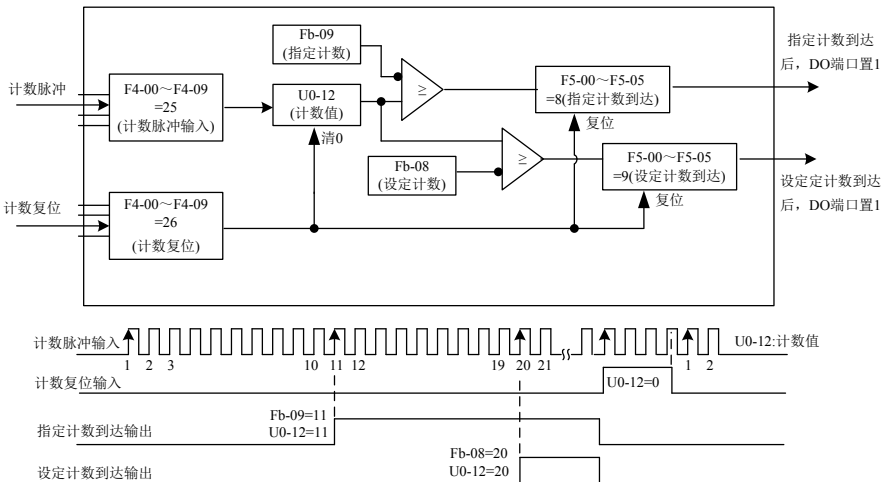 Fb-09
(指定计数)
指定计数到达
后，DO端口置1
计数脉冲
F4-00～F4-09
=25
(计数脉冲输入)
U0-12
(计数值)
≥
F5-00～F5-05
=8(指定计数到达)
清0
复位
Fb-08
(设定计数)
≥
F5-00～F5-05
=9(设定计数到达)
设定定计数到达
后，DO端口置1
复位
计数复位
F4-00～F4-09
=26
(计数复位)
计数脉冲输入
U0-12:计数值
1 2 3 10 11 12 19 20 21 1 2
计数复位输入
U0-12=0
Fb-09=11
指定计数到达输出
U0-12=11
Fb-08=20
设定计数到达输出
U0-12=20